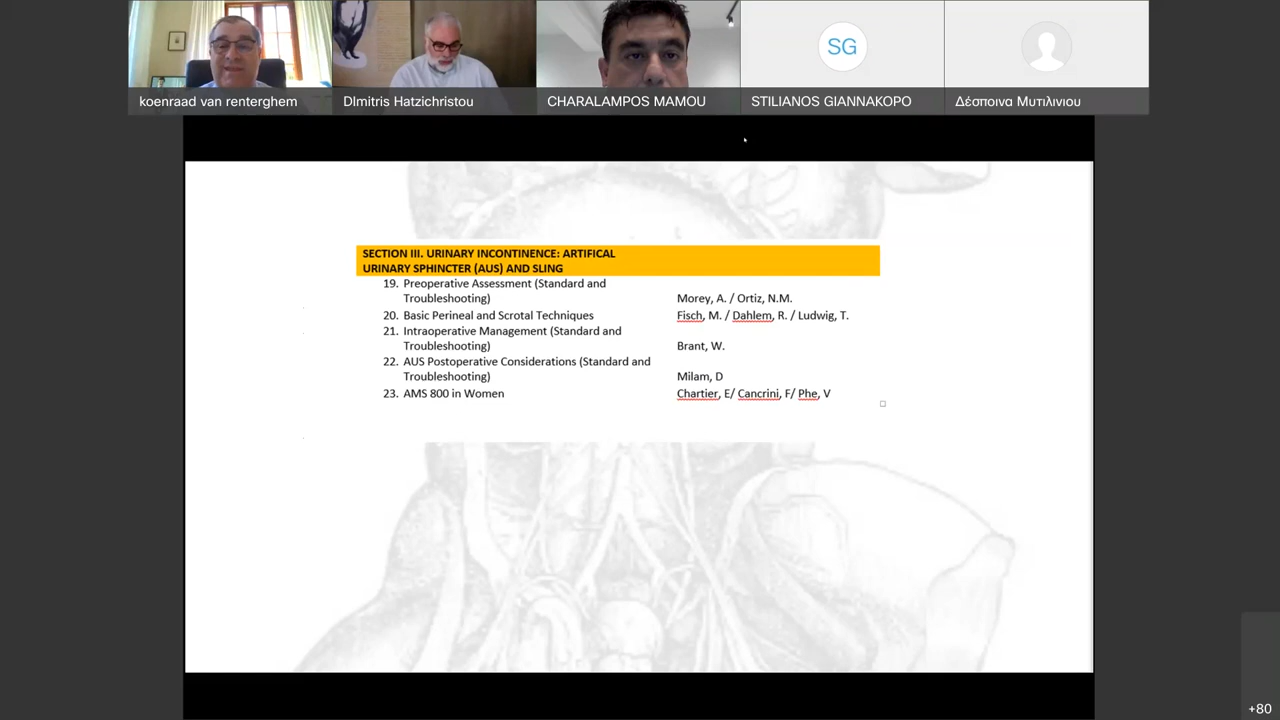 SG
koenraad van renterghem
DImitris Hatzichristou
CHARALAMPOS MAMOU
STILIANOS GIANNAKOPO
Δέσποινα Μυτιλινιου
SECTION III. URINARY INCONTINENCE: ARTIFICAL
URINARY SPHINCTER (AUS) AND SLING
19. Preoperative Assessment (Standard and
Troubleshooting) Morey, A. / Ortiz, N.M.
20. Basic Perineal and Scrotal Techniques Fisch, M. / Dahlem, R. / Ludwig, T.
21. Intraoperative Management (Standard and
Troubleshooting) Brant, W.
22. AUS Postoperative Considerations (Standard and
Troubleshooting) Milam, D
23. AMS 800 in Women Chartier, E/ Cancrini, F/ Phe, V
+80